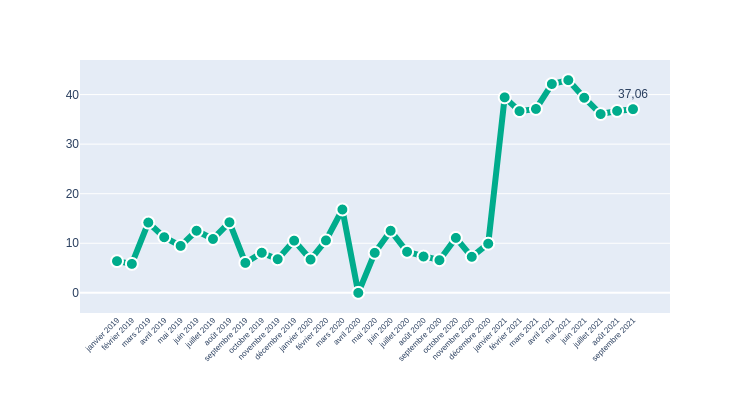 37,06
40
30
20
10
0
janvier 2019
février 2019
mars 2019
avril 2019
mai 2019
juin 2019
juillet 2019
août 2019
septembre 2019
octobre 2019
novembre 2019
décembre 2019
janvier 2020
février 2020
mars 2020
avril 2020
mai 2020
juin 2020
juillet 2020
août 2020
septembre 2020
octobre 2020
novembre 2020
décembre 2020
janvier 2021
février 2021
mars 2021
avril 2021
mai 2021
juin 2021
juillet 2021
août 2021
septembre 2021